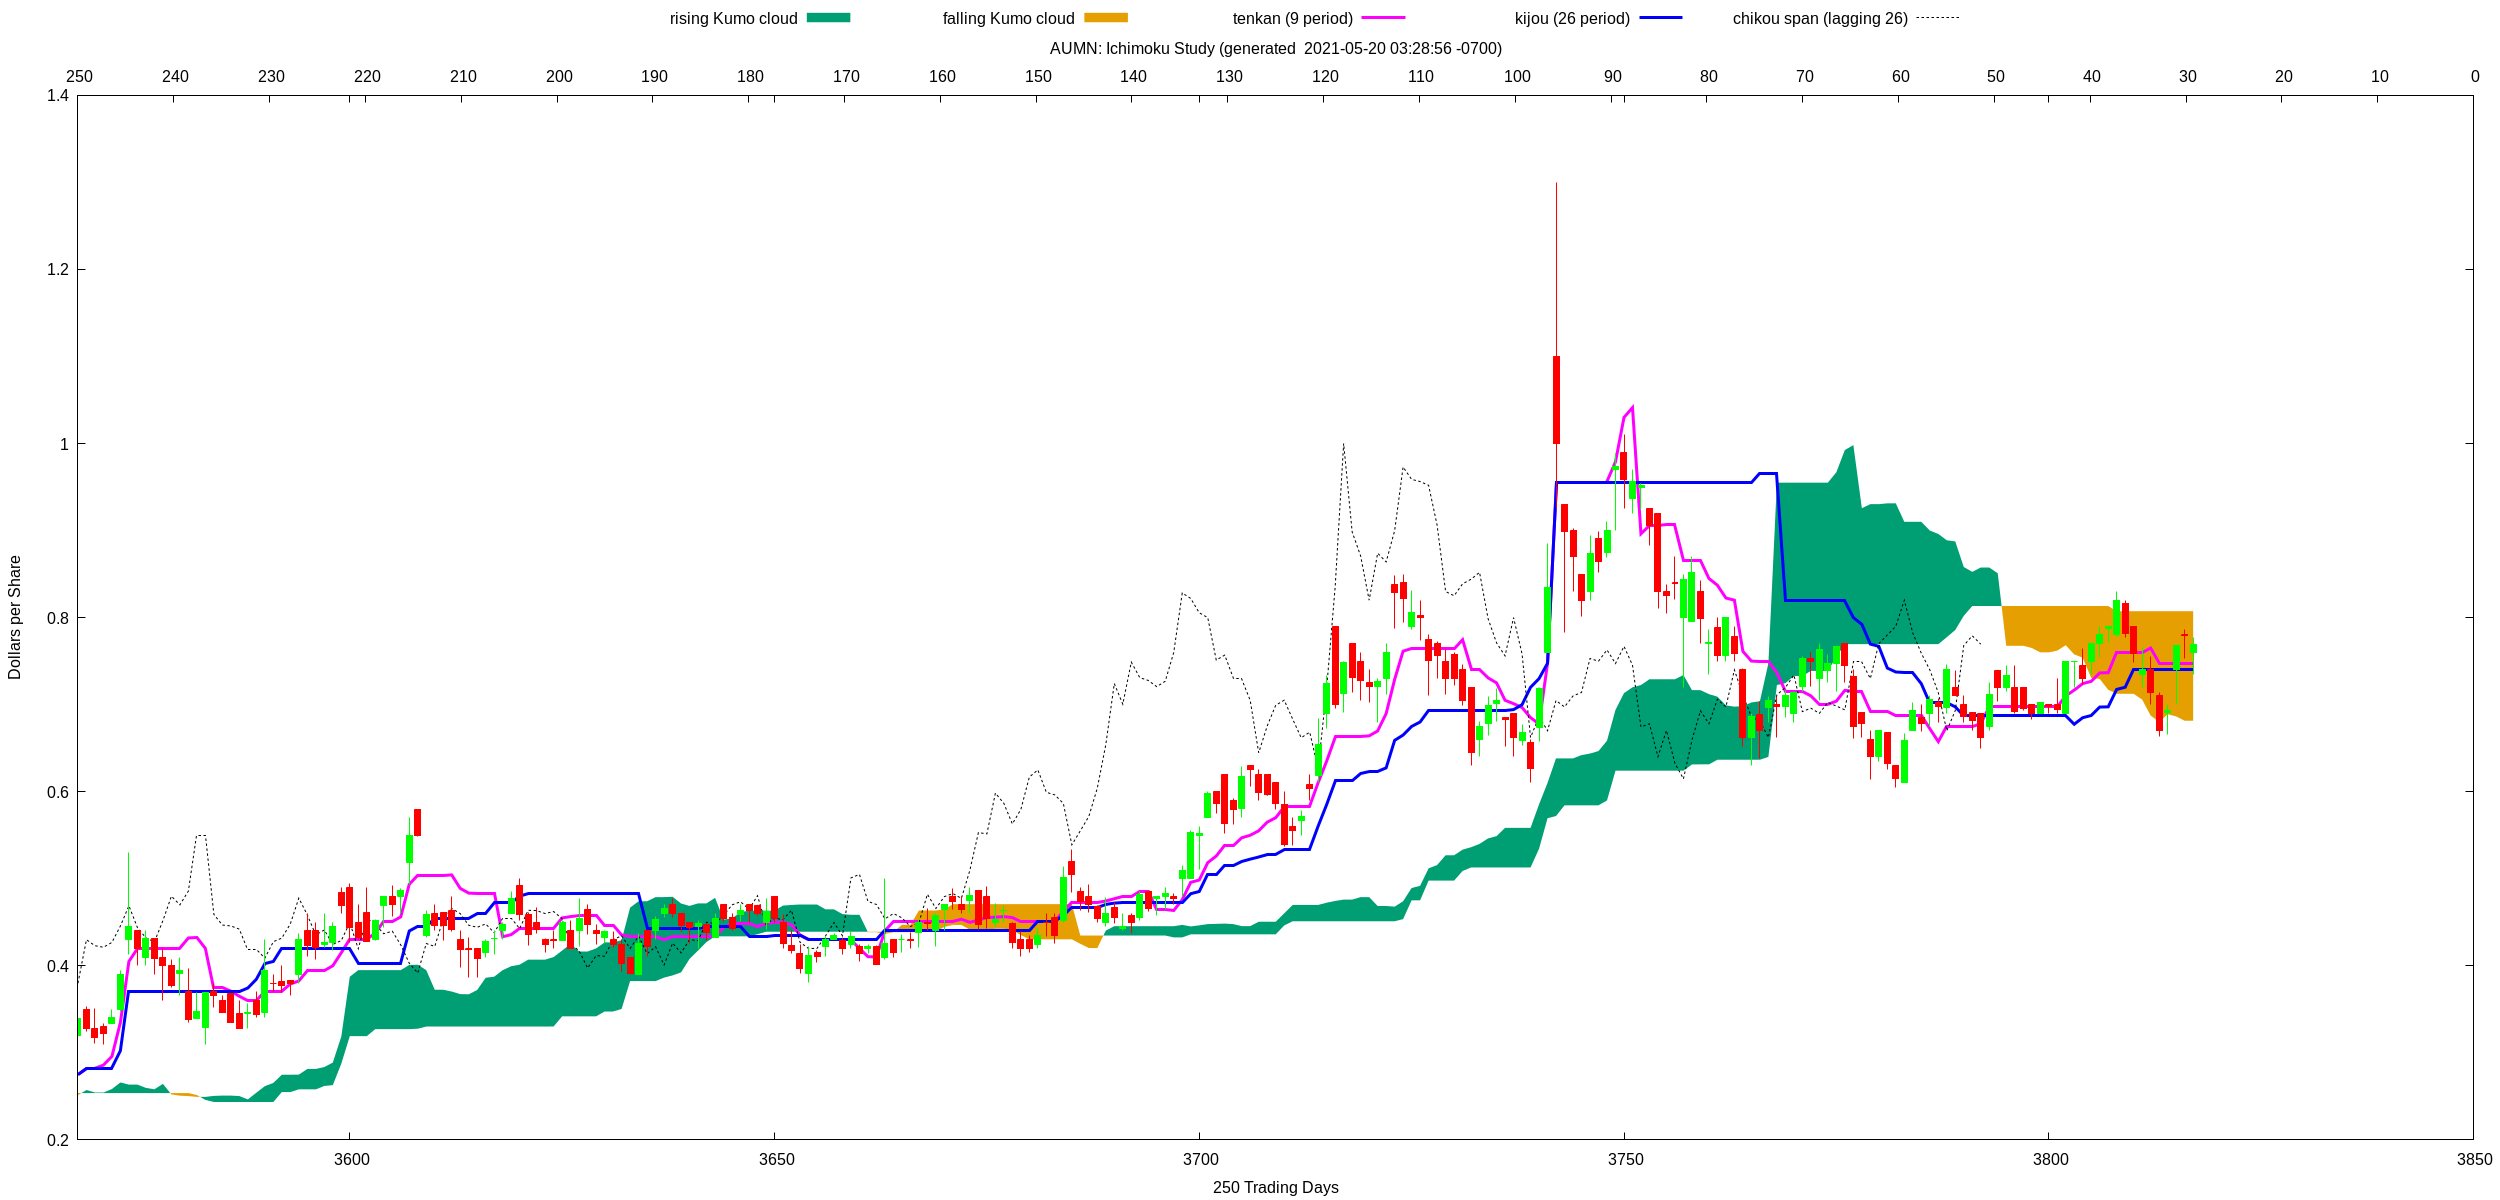 rising Kumo cloud falling Kumo cloud tenkan (9 period) kijou (26 period) chikou span (lagging 26)
AUMN: Ichimoku Study (generated  2021-05-20 03:28:56 -0700)
250 240 230 220 210 200 190 180 170 160 150 140 130 120 110 100 90 80 70 60 50 40 30 20 10 0
1.4
1.2
1
0.8
0.6
0.4
0.2
Dollars per Share
3600 3650 3700 3750 3800 3850
250 Trading Days